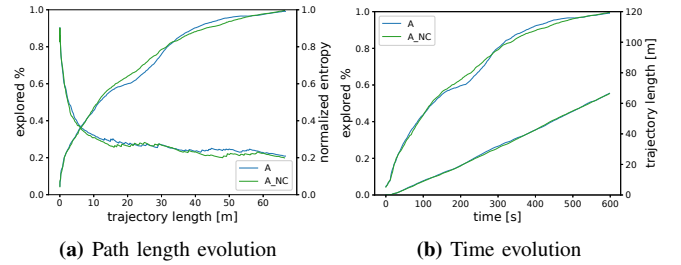 1.0
0.8
0.6
0.4
0.2
0.0
explored %
1.0
0.8
0.6
0.4
0.2
0.0
normalized entropy
0 10 20 30 40 50 60
trajectory length [m]
A
A_NC
(a) Path length evolution
1.0
0.8
0.6
0.4
0.2
0.0
explored %
120
100
80
60
40
20
0
trajectory length [m]
0 100 200 300 400 500 600
time [s]
A
A_NC
(b) Time evolution